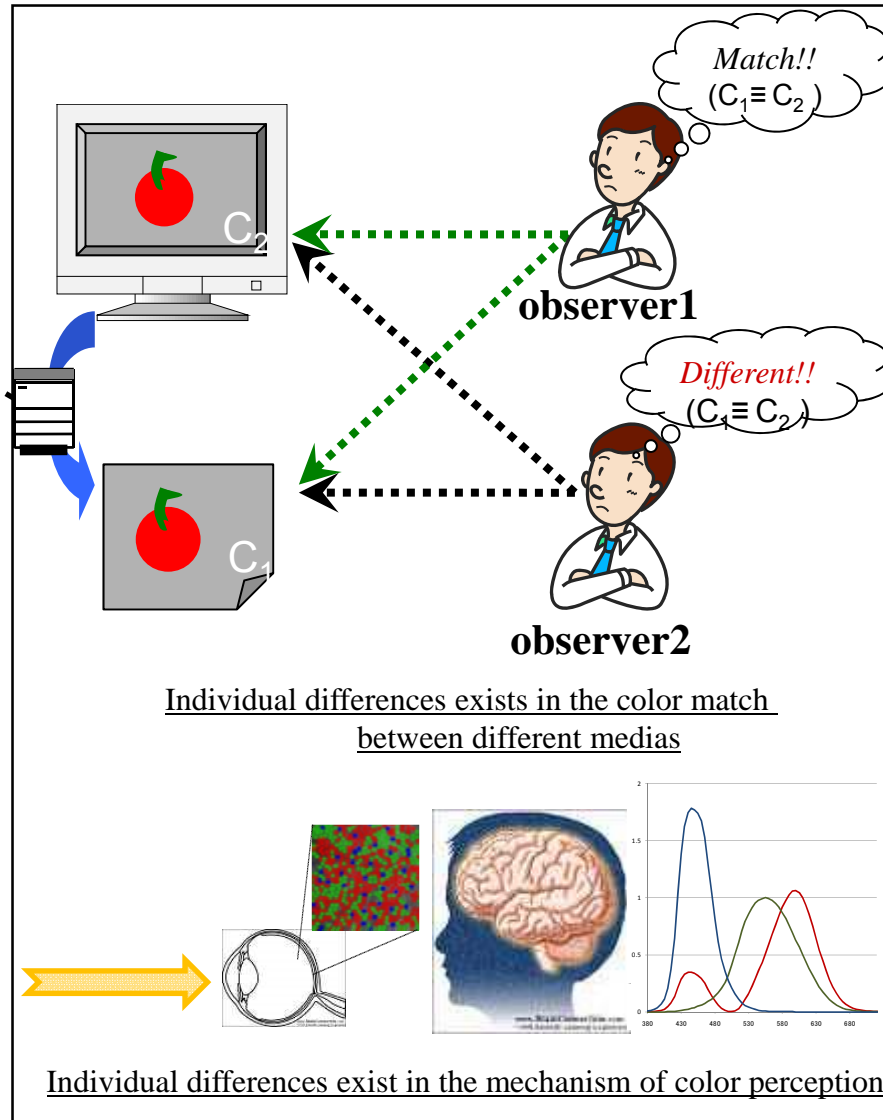 Match!!
(C₁≡ C₂ )
C₂
observer1
Different!!
(C₁≡ C₂ )
C₁
observer2
Individual differences exists in the color match
between different medias
2
1.5
1
0.5
0
380 430 480 530 580 630 680
Individual differences exist in the mechanism of color perception